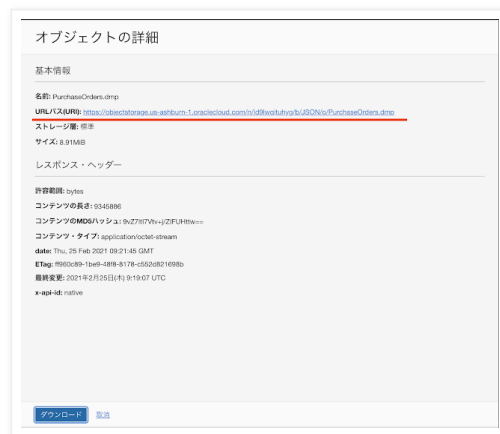 オブジェクトの詳細
基本情報
名前: PurchaseOrders.dmp
URLパス(URI): https://objectstorage.us-ashburn-1.oraclecloud.com/n/id9lwqituhyg/b/JSON/o/PurchaseOrders.dmp
ストレージ層: 標準
サイズ: 8.91MiB
レスポンス・ヘッダー
許容範囲: bytes
コンテンツの長さ: 9345886
コンテンツのMD5ハッシュ:
コンテンツ・タイプ: application/octet-stream
date: Thu, 25 Feb 2021 09:21:45 GMT
ETag: ff960c89-1be9-48f8-8178-c552d821698b
最終変更: 2021年2月25日(木) 9:19:07 UTC
x-api-id: native
ダウンロード 取消